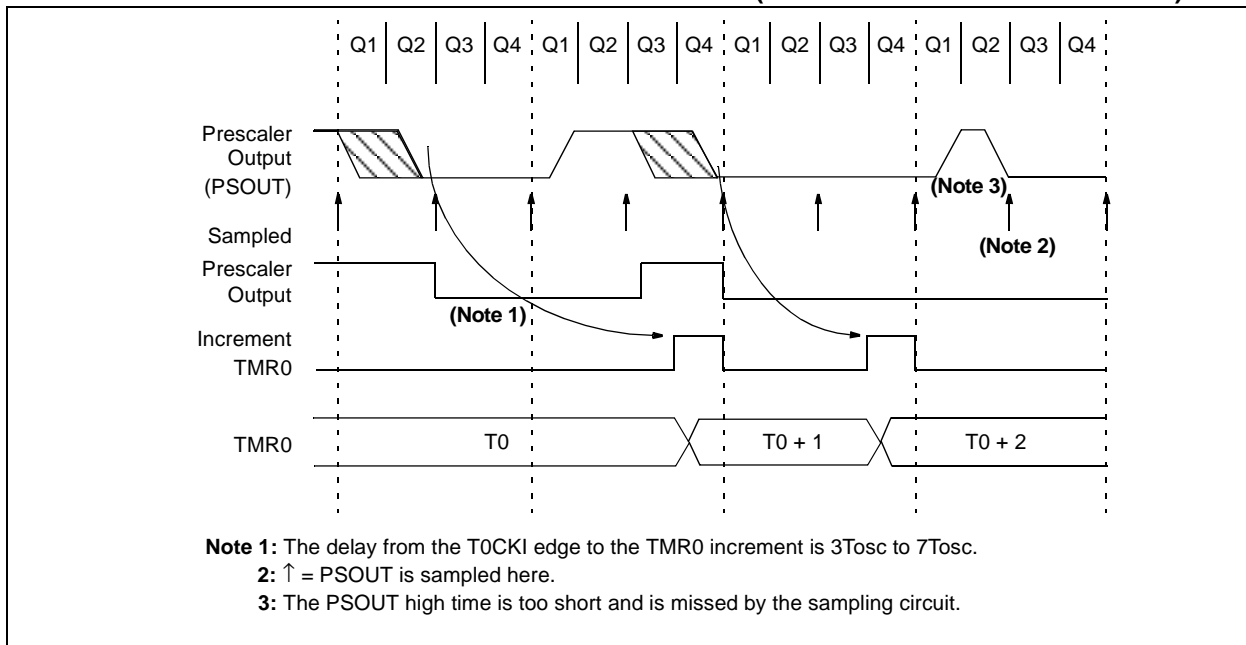 Q1 Q2 Q3 Q4 Q1 Q2 Q3 Q4 Q1 Q2 Q3 Q4 Q1 Q2 Q3 Q4
Prescaler
Output
(PSOUT)
(Note 3)
Sampled
(Note 2)
Prescaler
Output
(Note 1)
Increment
TMR0
TMR0
T0
T0 + 1
T0 + 2
Note 1: The delay from the T0CKI edge to the TMR0 increment is 3Tosc to 7Tosc.
2: ↑ = PSOUT is sampled here.
3: The PSOUT high time is too short and is missed by the sampling circuit.